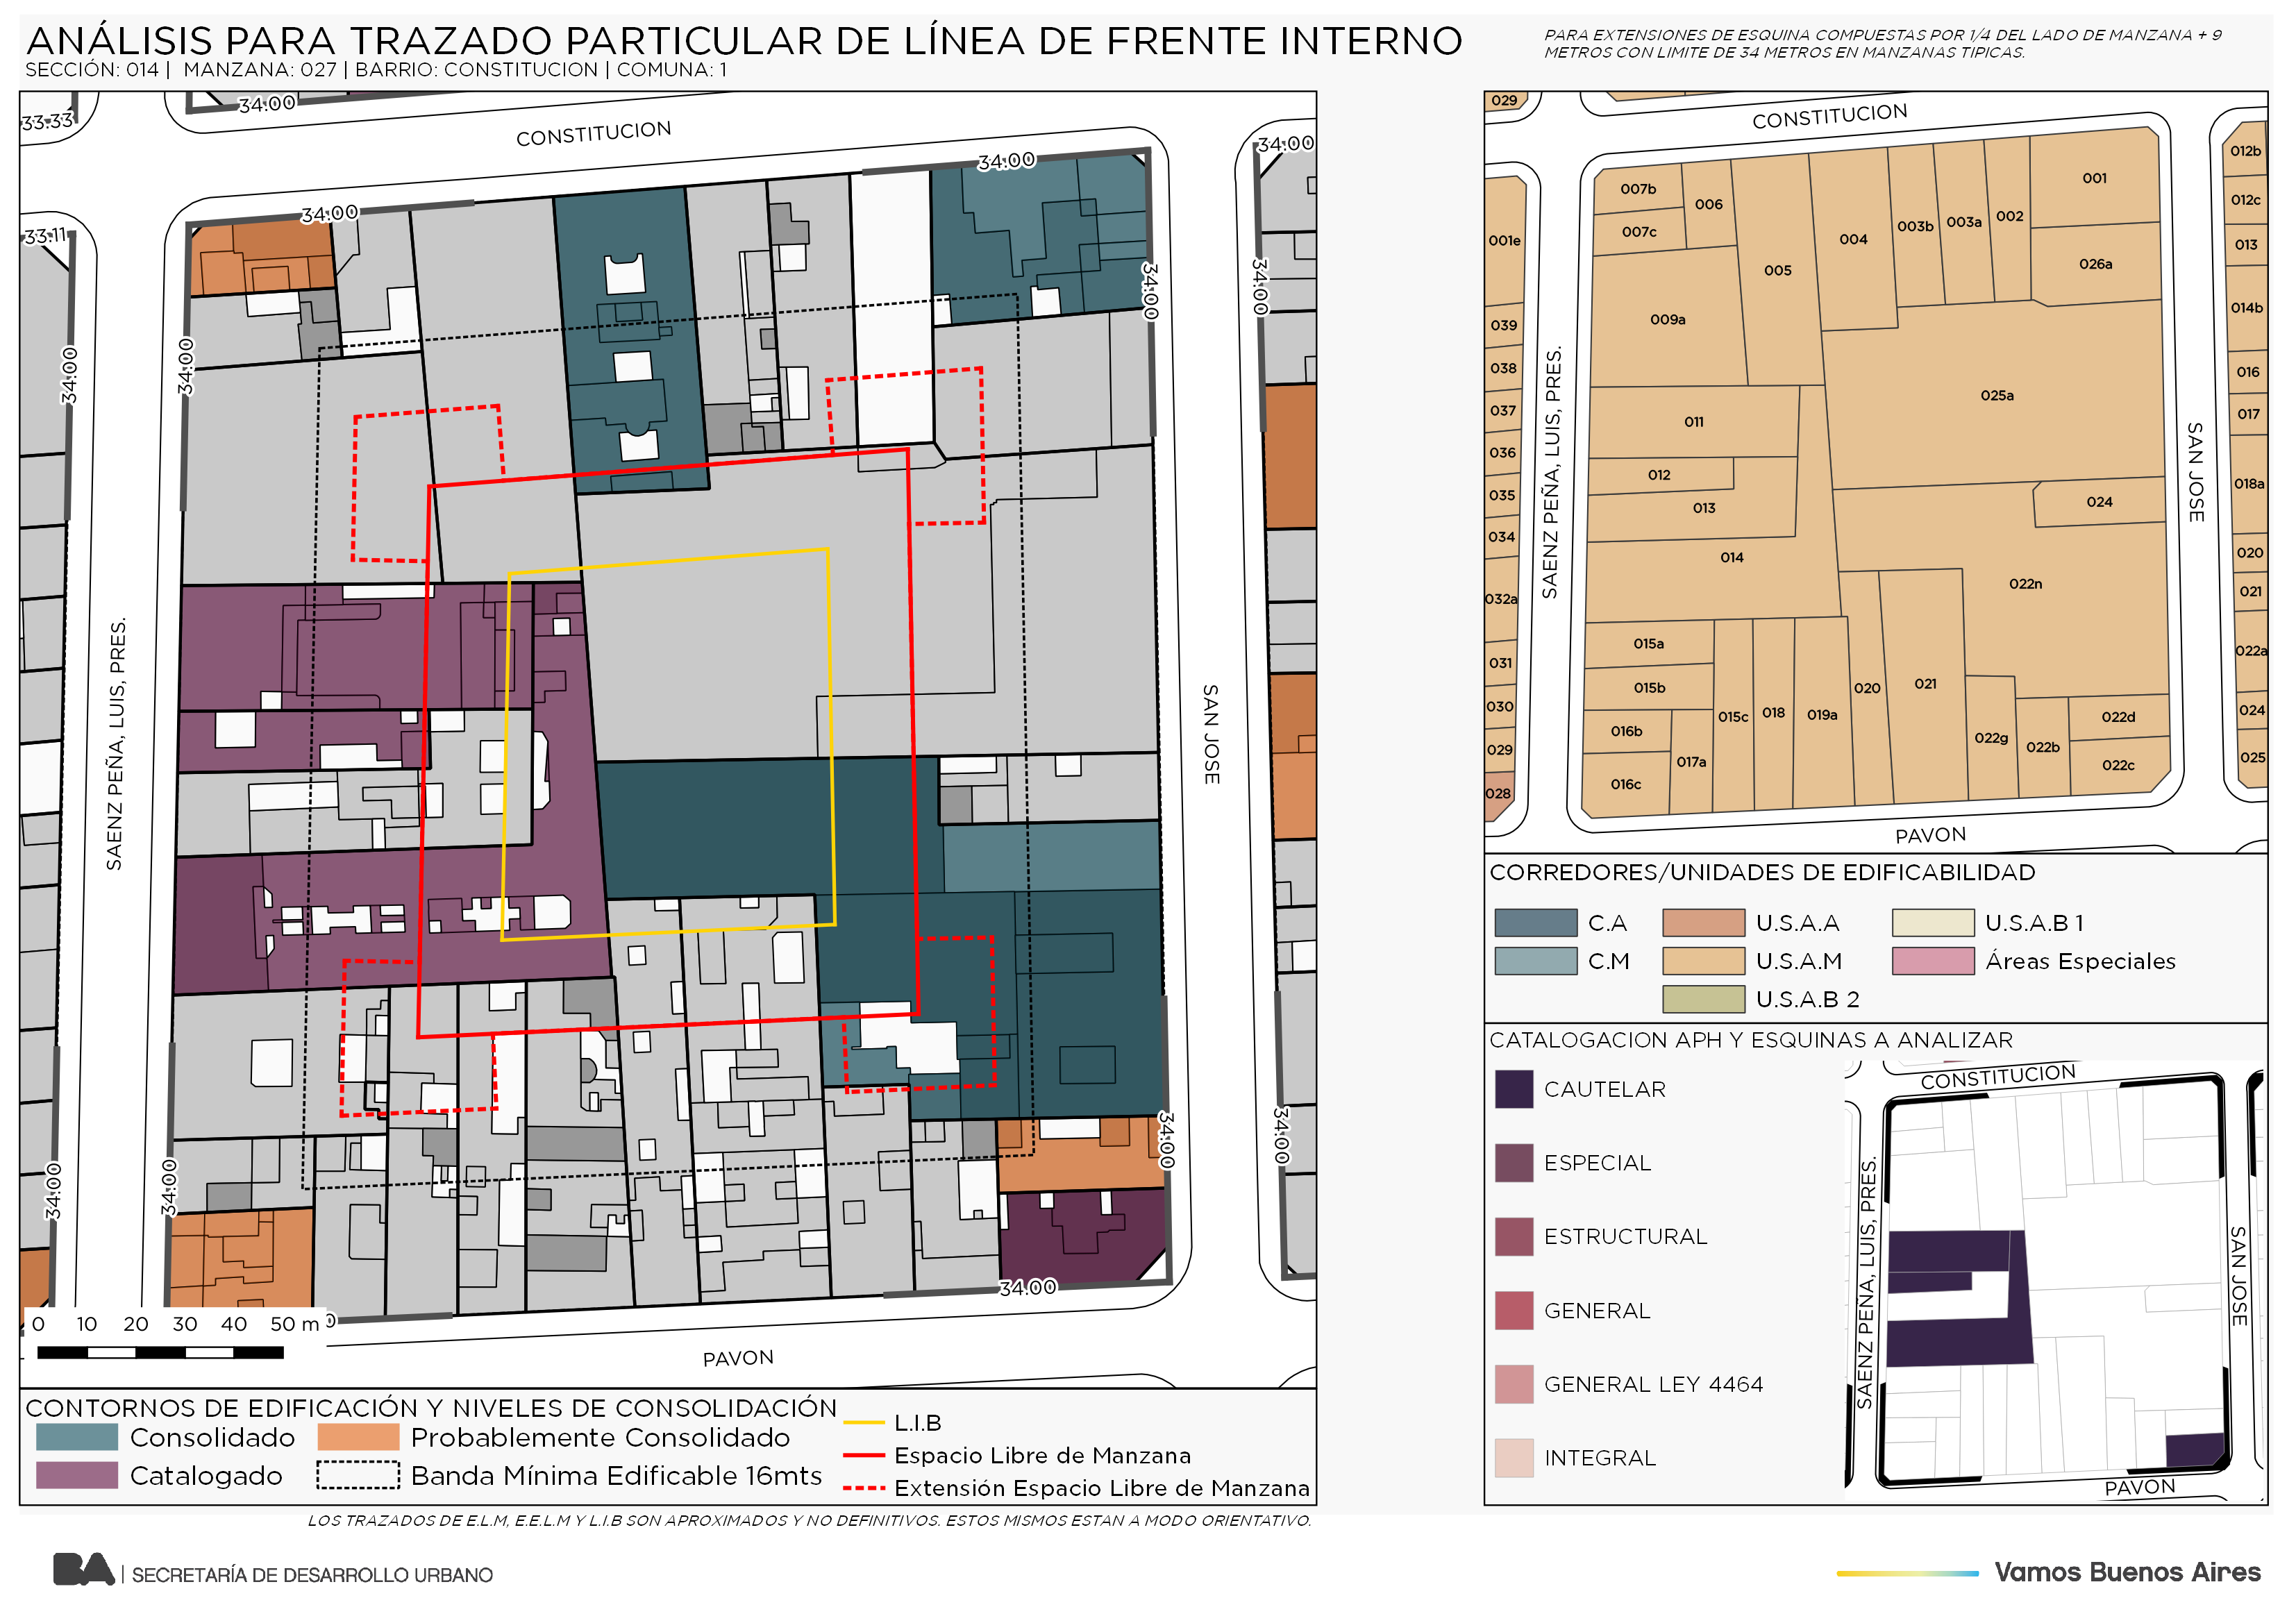 ANÁLISIS PARA TRAZADO PARTICULAR DE LÍNEA DE FRENTE INTERNO
SECCIÓN: 014 | MANZANA: 027 | BARRIO: CONSTITUCION | COMUNA: 1
PARA EXTENSIONES DE ESQUINA COMPUESTAS POR 1/4 DEL LADO DE MANZANA + 9
METROS CON LIMITE DE 34 METROS EN MANZANAS TIPICAS.
33.33
34.00
CONSTITUCION
34.00
34.00
34.00
33.11
34.00
34.00
34.00
34.00
SAENZ PEÑA, LUIS, PRES.
SAN JOSE
34.00
34.00
34.00
34.00
34.00
0
PAVON
0 10 20 30 40 50 m
CONTORNOS DE EDIFICACIÓN Y NIVELES DE CONSOLIDACIÓN
Consolidado
Probablemente Consolidado
Catalogado
Banda Mínima Edificable 16mts
L.I.B
Espacio Libre de Manzana
Extensión Espacio Libre de Manzana
LOS TRAZADOS DE E.L.M, E.E.L.M Y L.I.B SON APROXIMADOS Y NO DEFINITIVOS. ESTOS MISMOS ESTAN A MODO ORIENTATIVO.
029
CONSTITUCION
012b
007b
006
001
012c
001e
007c
004
003b
003a
002
013
005
026a
009a
014b
039
038
016
025a
037
011
017
036
012
018a
035
013
024
034
014
020
SAENZ PEÑA, LUIS, PRES.
SAN JOSE
032a
022n
021
031
015a
022a
015b
020
021
030
016b
015c
018
019a
022d
024
029
017a
022g
022b
022c
025
028
016c
PAVON
CORREDORES/UNIDADES DE EDIFICABILIDAD
C.A
U.S.A.A
U.S.A.B 1
C.M
U.S.A.M
Áreas Especiales
U.S.A.B 2
CATALOGACION APH Y ESQUINAS A ANALIZAR
CAUTELAR
ESPECIAL
ESTRUCTURAL
GENERAL
GENERAL LEY 4464
INTEGRAL
CONSTITUCION
SAENZ PEÑA, LUIS, PRES.
SAN JOSE
PAVON
BA | SECRETARÍA DE DESARROLLO URBANO
Vamos Buenos Aires